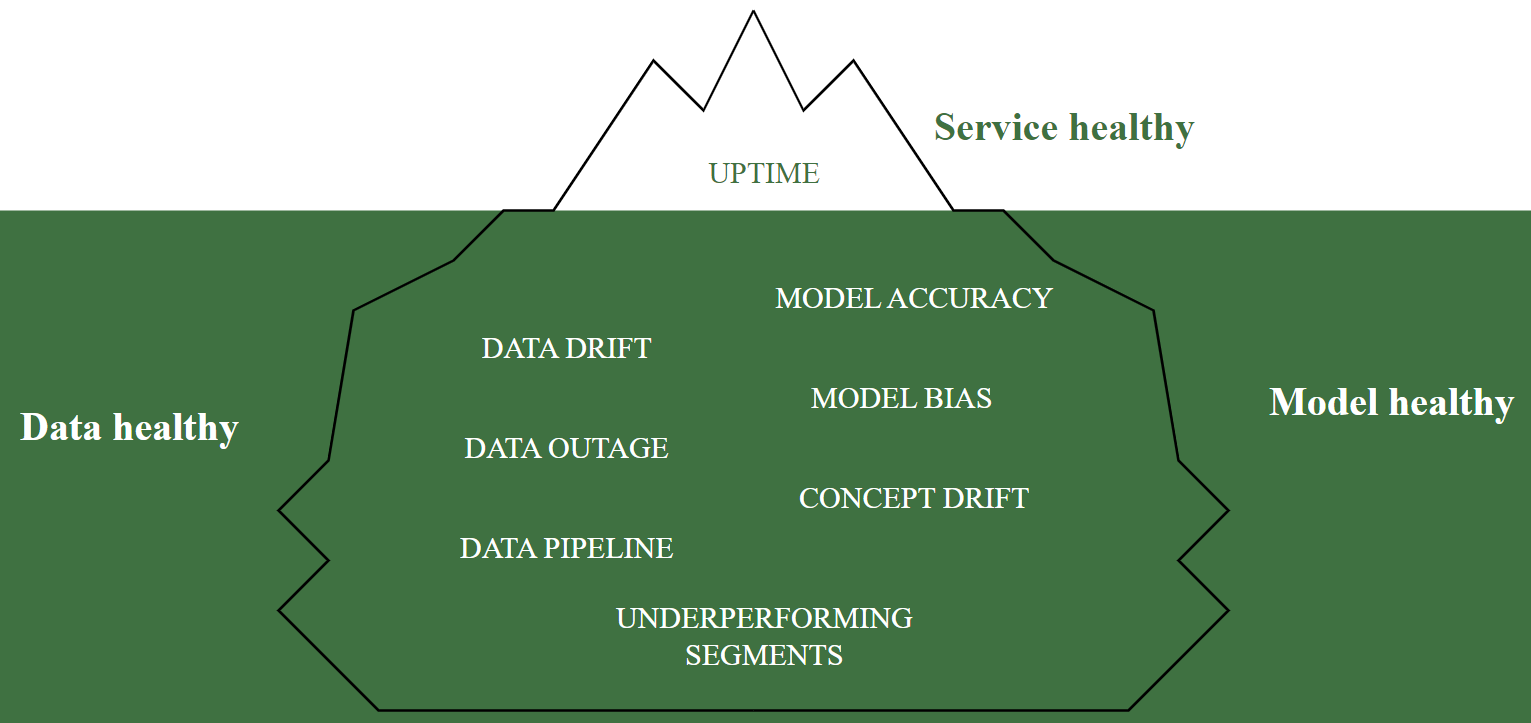 Service healthy
UPTIME
MODEL ACCURACY
DATA DRIFT
MODEL BIAS
Model healthy
Data healthy
DATA OUTAGE
CONCEPT DRIFT
DATA PIPELINE
UNDERPERFORMING
SEGMENTS